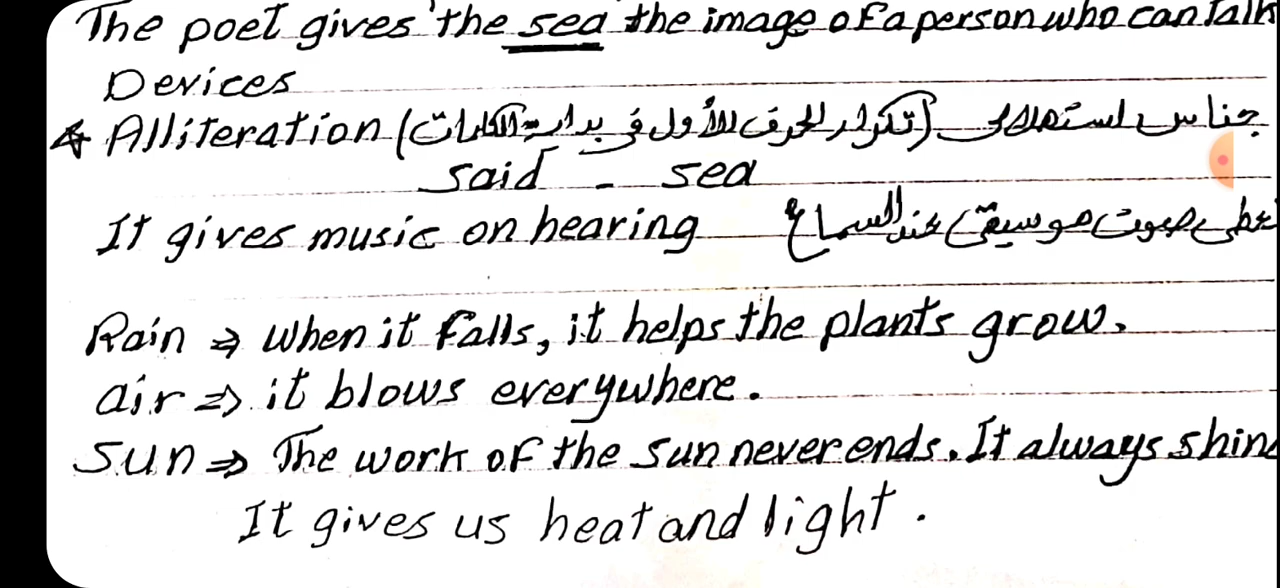 The poet gives the sea the image of a person who can talk
Devices
Alliteration (تكرار الحرف الأول في بداية الكلمات) جناس استهلالى
said - sea
It gives music on hearing تعطى صوت موسيقى عند السماع
Rain ⇒ when it falls, it helps the plants grow.
air ⇒ it blows everywhere.
Sun ⇒ The work of the sun never ends. It always shine
It gives us heat and light.